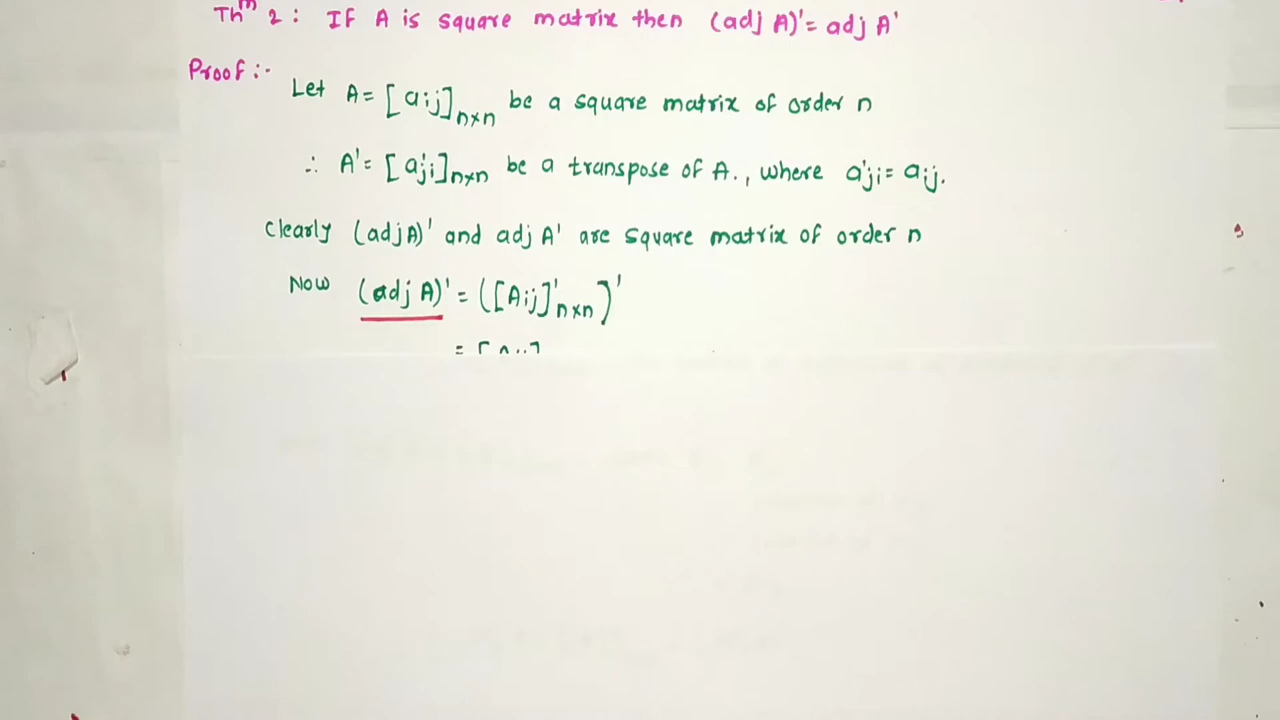 Thm 2 : IF A is square matrix then (adj A)' = adj A'
Proof :-
Let A = [aij]n×n be a square matrix of order n
∴ A' = [a'ji]n×n be a transpose of A., where a'ji = aij.
Clearly (adj A)' and adj A' are square matrix of order n
Now (adj A)' = ([Aij]'n×n)'